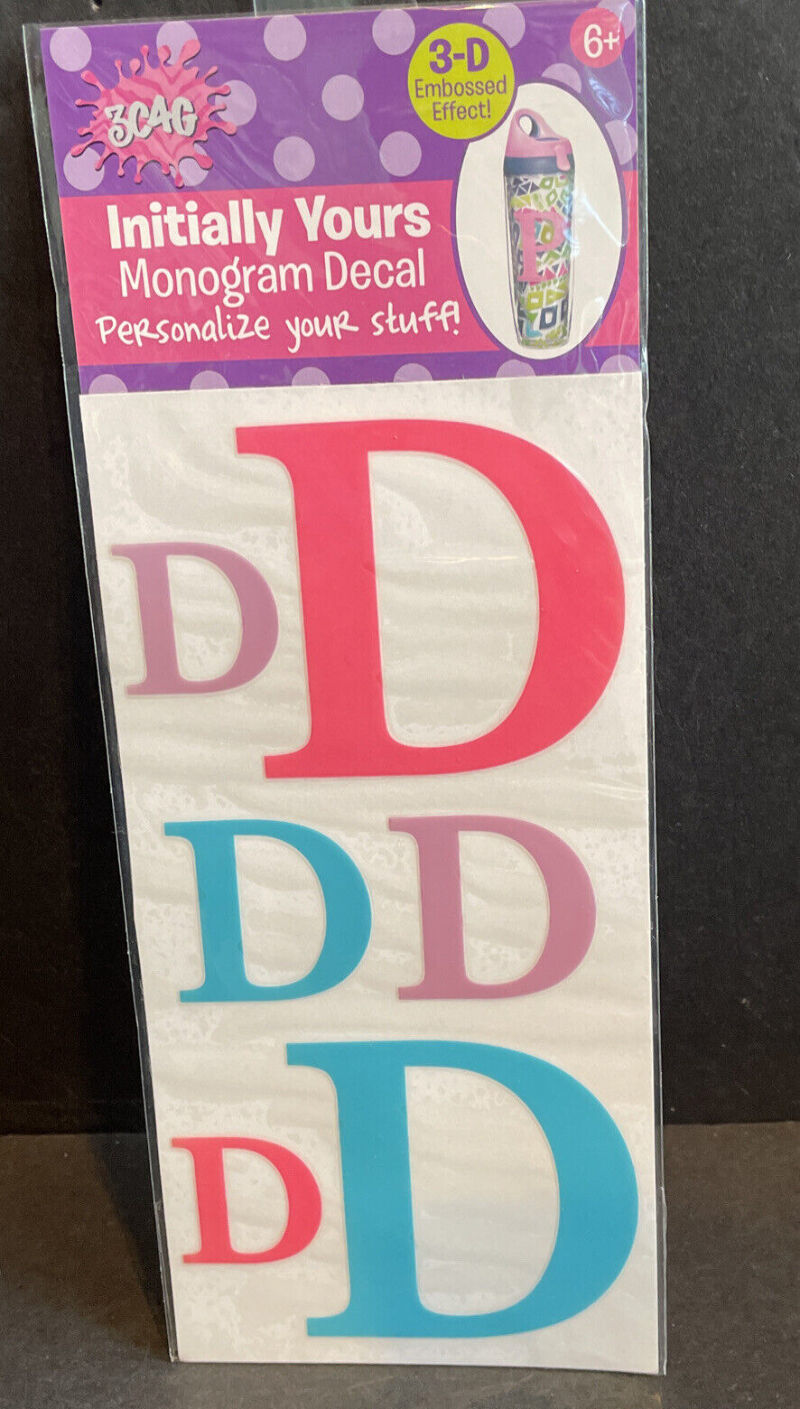 3C4G
3-D
Embossed
Effect!
6+
P
Initially Yours
Monogram Decal
Personalize your stuff!
D
D
D D
D
D